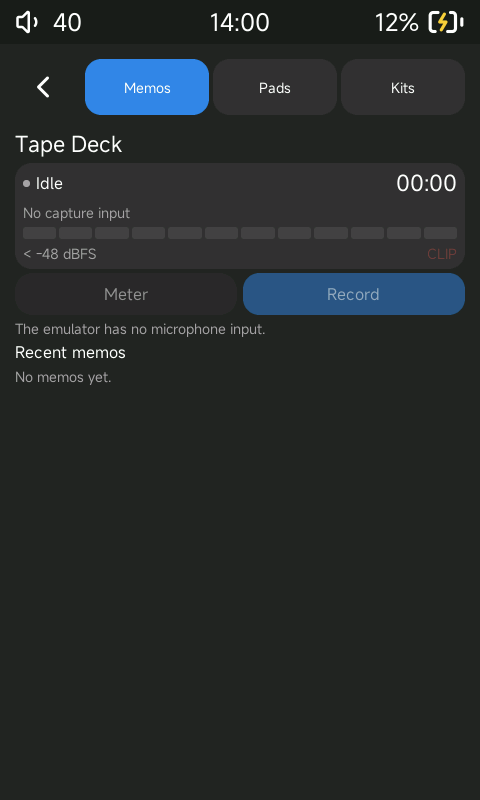 40 14:00 12%
Memos Pads Kits
Tape Deck
Idle 00:00
No capture input
< -48 dBFS CLIP
Meter Record
The emulator has no microphone input.
Recent memos
No memos yet.